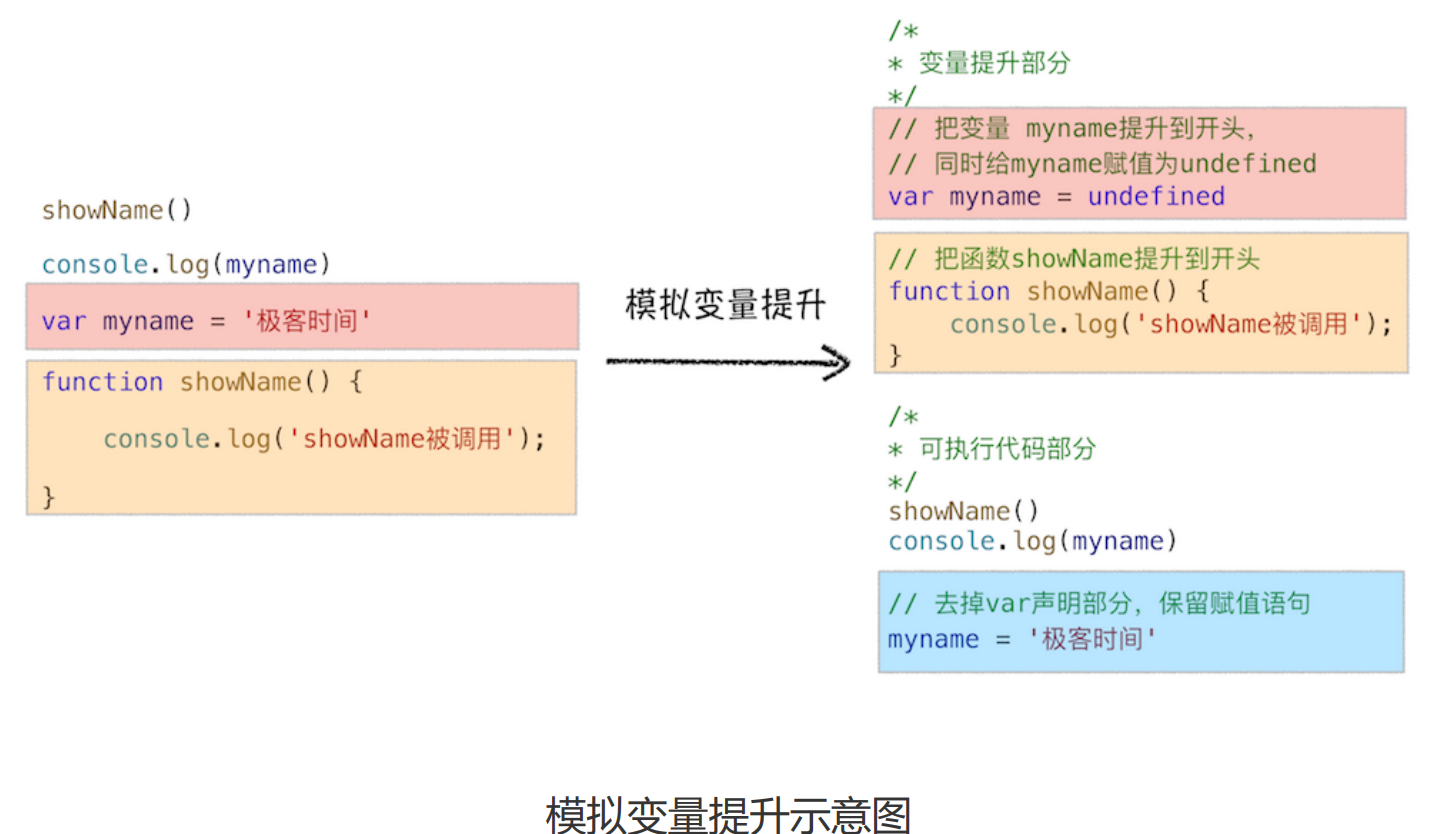 showName()
console.log(myname)
var myname = '极客时间'
function showName() {
    console.log('showName被调用');
}
模拟变量提升
/*
* 变量提升部分
*/
// 把变量 myname提升到开头，
// 同时给myname赋值为undefined
var myname = undefined
// 把函数showName提升到开头
function showName() {
    console.log('showName被调用');
}
/*
* 可执行代码部分
*/
showName()
console.log(myname)
// 去掉var声明部分，保留赋值语句
myname = '极客时间'
模拟变量提升示意图